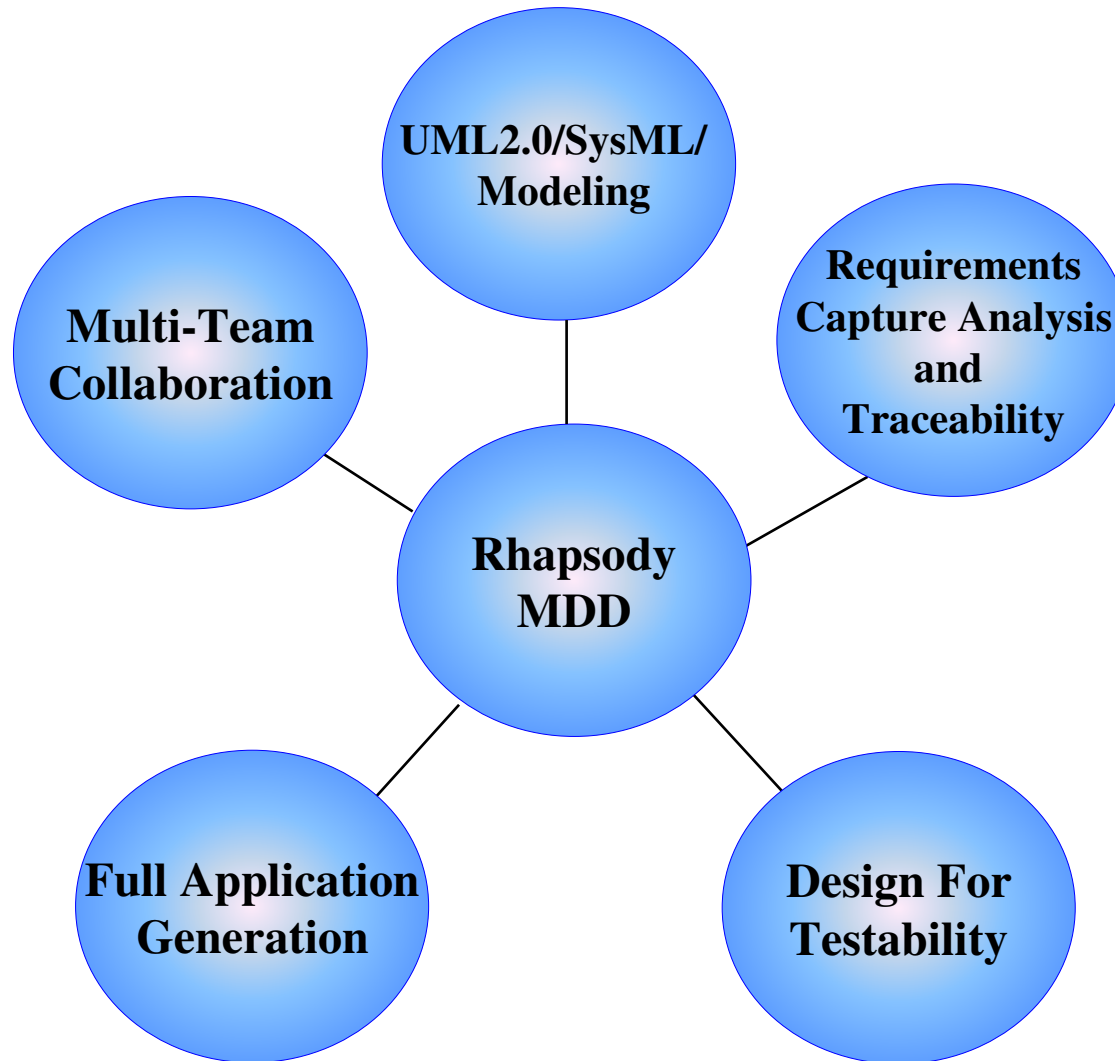 UML2.0/SysML/
Modeling
Multi-Team
Collaboration
Requirements
Capture Analysis
and
Traceability
Rhapsody
MDD
Full Application
Generation
Design For
Testability